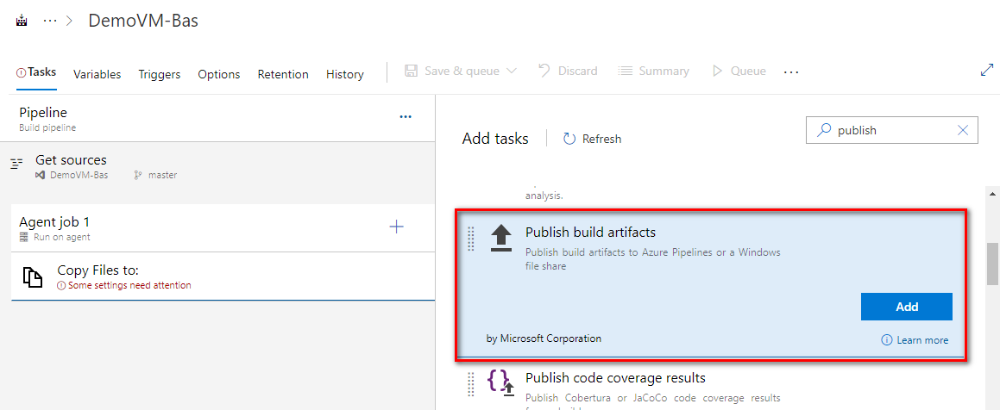 ··· > DemoVM-Bas
Tasks Variables Triggers Options Retention History Save & queue Discard Summary Queue ···
Pipeline ···
Build pipeline
Get sources
DemoVM-Bas master
Agent job 1
Run on agent
Copy Files to:
Some settings need attention
Add tasks Refresh publish
analysis.
Publish build artifacts
Publish build artifacts to Azure Pipelines or a Windows
file share
Add
by Microsoft Corporation Learn more
Publish code coverage results
Publish Cobertura or JaCoCo code coverage results